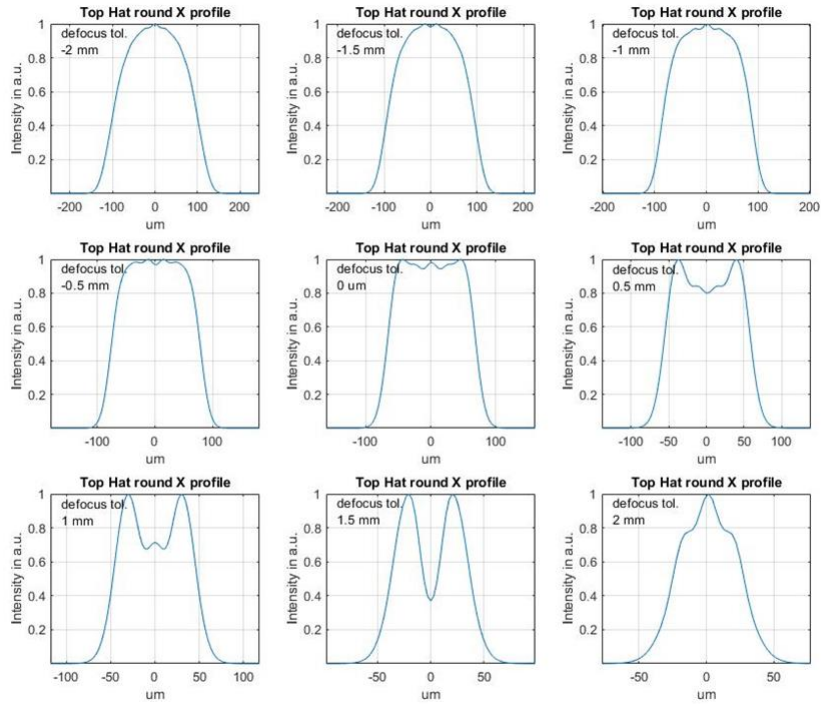 Top Hat round X profile
Intensity in a.u.
1
0.8
0.6
0.4
0.2
defocus tol.
-2 mm
-200 -100 0 100 200
um
Top Hat round X profile
Intensity in a.u.
1
0.8
0.6
0.4
0.2
defocus tol.
-1.5 mm
-200 -100 0 100 200
um
Top Hat round X profile
Intensity in a.u.
1
0.8
0.6
0.4
0.2
defocus tol.
-1 mm
-200 -100 0 100 200
um
Top Hat round X profile
Intensity in a.u.
1
0.8
0.6
0.4
0.2
defocus tol.
-0.5 mm
-100 0 100
um
Top Hat round X profile
Intensity in a.u.
1
0.8
0.6
0.4
0.2
defocus tol.
0 um
-100 0 100
um
Top Hat round X profile
Intensity in a.u.
1
0.8
0.6
0.4
0.2
defocus tol.
0.5 mm
-100 -50 0 50 100
um
Top Hat round X profile
Intensity in a.u.
1
0.8
0.6
0.4
0.2
defocus tol.
1 mm
-100 -50 0 50 100
um
Top Hat round X profile
Intensity in a.u.
1
0.8
0.6
0.4
0.2
defocus tol.
1.5 mm
-50 0 50
um
Top Hat round X profile
Intensity in a.u.
1
0.8
0.6
0.4
0.2
defocus tol.
2 mm
-50 0 50
um